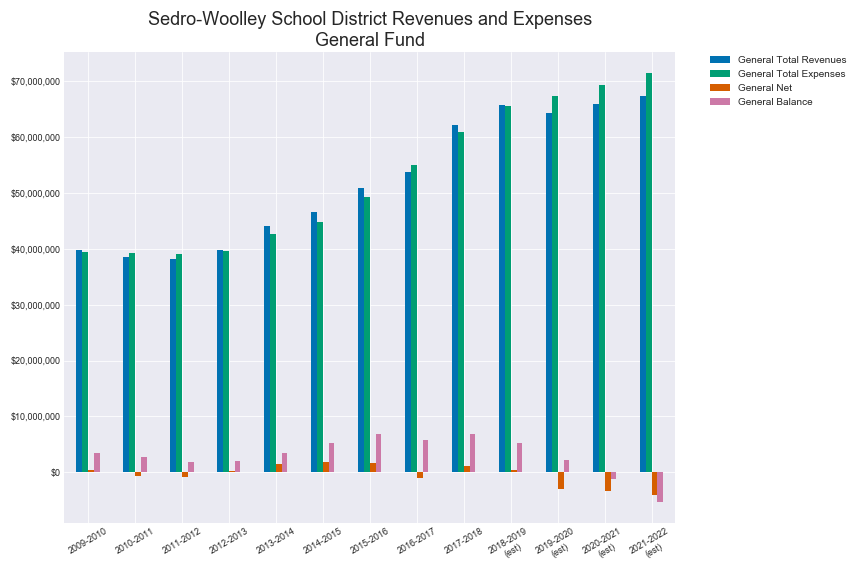 Sedro-Woolley School District Revenues and Expenses
General Fund
General Total Revenues
General Total Expenses
General Net
General Balance
$70,000,000
$60,000,000
$50,000,000
$40,000,000
$30,000,000
$20,000,000
$10,000,000
$0
2009-2010
2010-2011
2011-2012
2012-2013
2013-2014
2014-2015
2015-2016
2016-2017
2017-2018
2018-2019
(est)
2019-2020
(est)
2020-2021
(est)
2021-2022
(est)